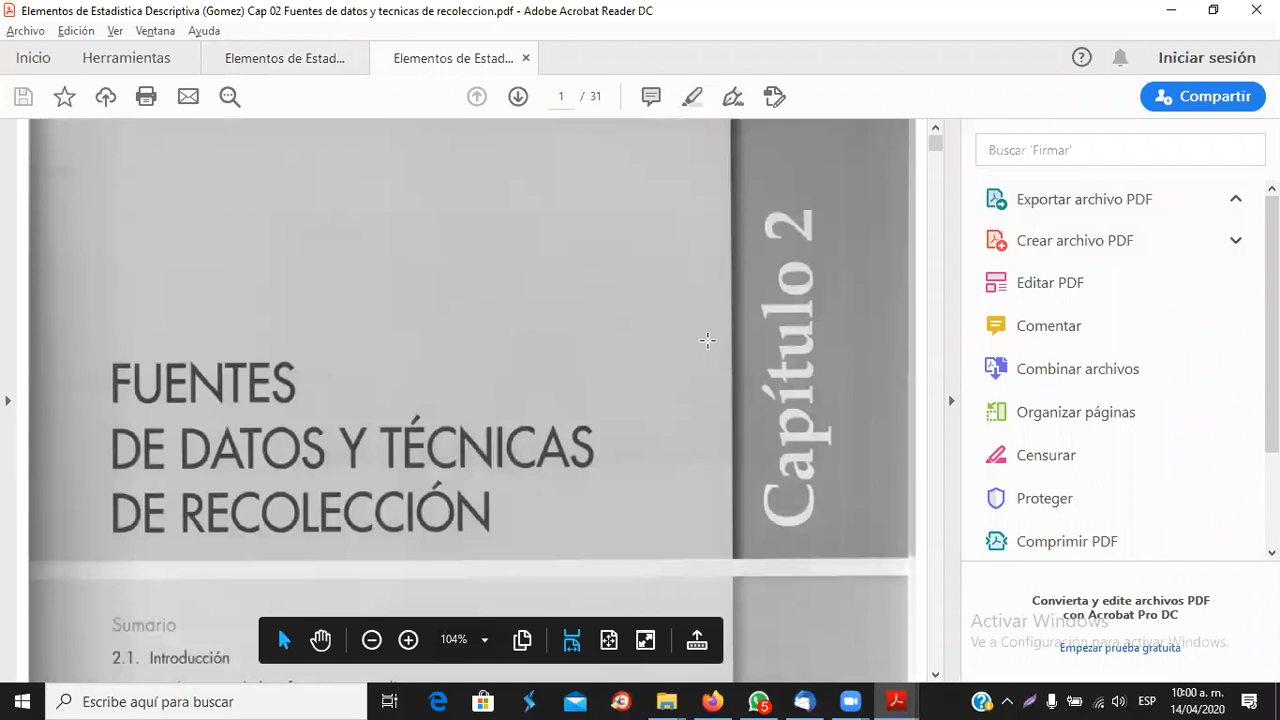 Elementos de Estadistica Descriptiva (Gomez) Cap 02 Fuentes de datos y tecnicas de recoleccion.pdf - Adobe Acrobat Reader DC
Archivo Edición Ver Ventana Ayuda
Inicio Herramientas Elementos de Estad... Elementos de Estad... × ? Iniciar sesión
1 / 31 Compartir
Buscar 'Firmar'
Exportar archivo PDF
Crear archivo PDF
Editar PDF
Comentar
Combinar archivos
Organizar páginas
Censurar
Proteger
Comprimir PDF
Capítulo 2
FUENTES
DE DATOS Y TÉCNICAS
DE RECOLECCIÓN
Sumario
2.1. Introducción
104%
Convierta y edite archivos PDF
con Acrobat Pro DC
Activar Windows
Ve a Configuración para activar Windows.
Empezar prueba gratuita
Escribe aquí para buscar
5
ESP
10:00 a. m.
14/04/2020